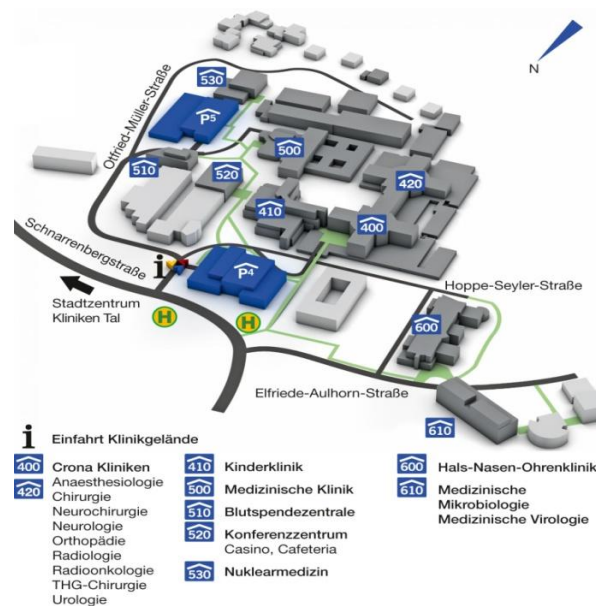 530
Otfried-Müller-Straße
P5
N
500
510
520
420
410
400
Schnarrenbergstraße
i
P4
Hoppe-Seyler-Straße
Stadtzentrum
Kliniken Tal
H
H
600
Elfriede-Aulhorn-Straße
610
i Einfahrt Klinikgelände
400 Crona Kliniken
420 Anaesthesiologie
Chirurgie
Neurochirurgie
Neurologie
Orthopädie
Radiologie
Radioonkologie
THG-Chirurgie
Urologie
410 Kinderklinik
500 Medizinische Klinik
510 Blutspendezentrale
520 Konferenzzentrum
Casino, Cafeteria
530 Nuklearmedizin
600 Hals-Nasen-Ohrenklinik
610 Medizinische
Mikrobiologie
Medizinische Virologie